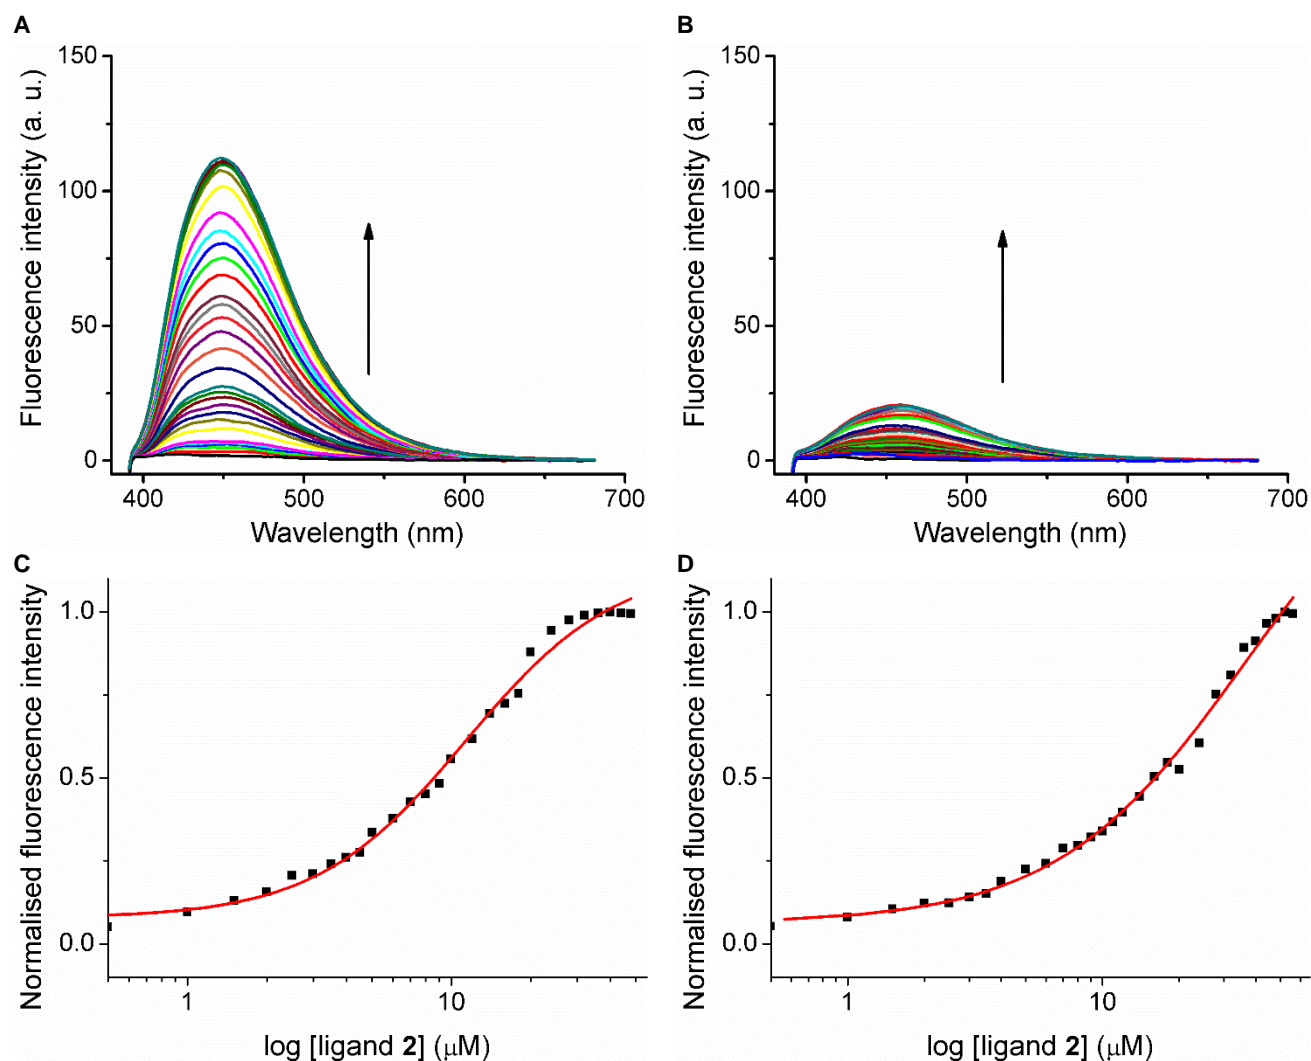 A
Fluorescence intensity (a. u.)
150
100
50
0
400 500 600 700
Wavelength (nm)
B
Fluorescence intensity (a. u.)
150
100
50
0
400 500 600 700
Wavelength (nm)
C
Normalised fluorescence intensity
1.0
0.5
0.0
1 10
log [ligand 2] (μM)
D
Normalised fluorescence intensity
1.0
0.5
0.0
1 10
log [ligand 2] (μM)